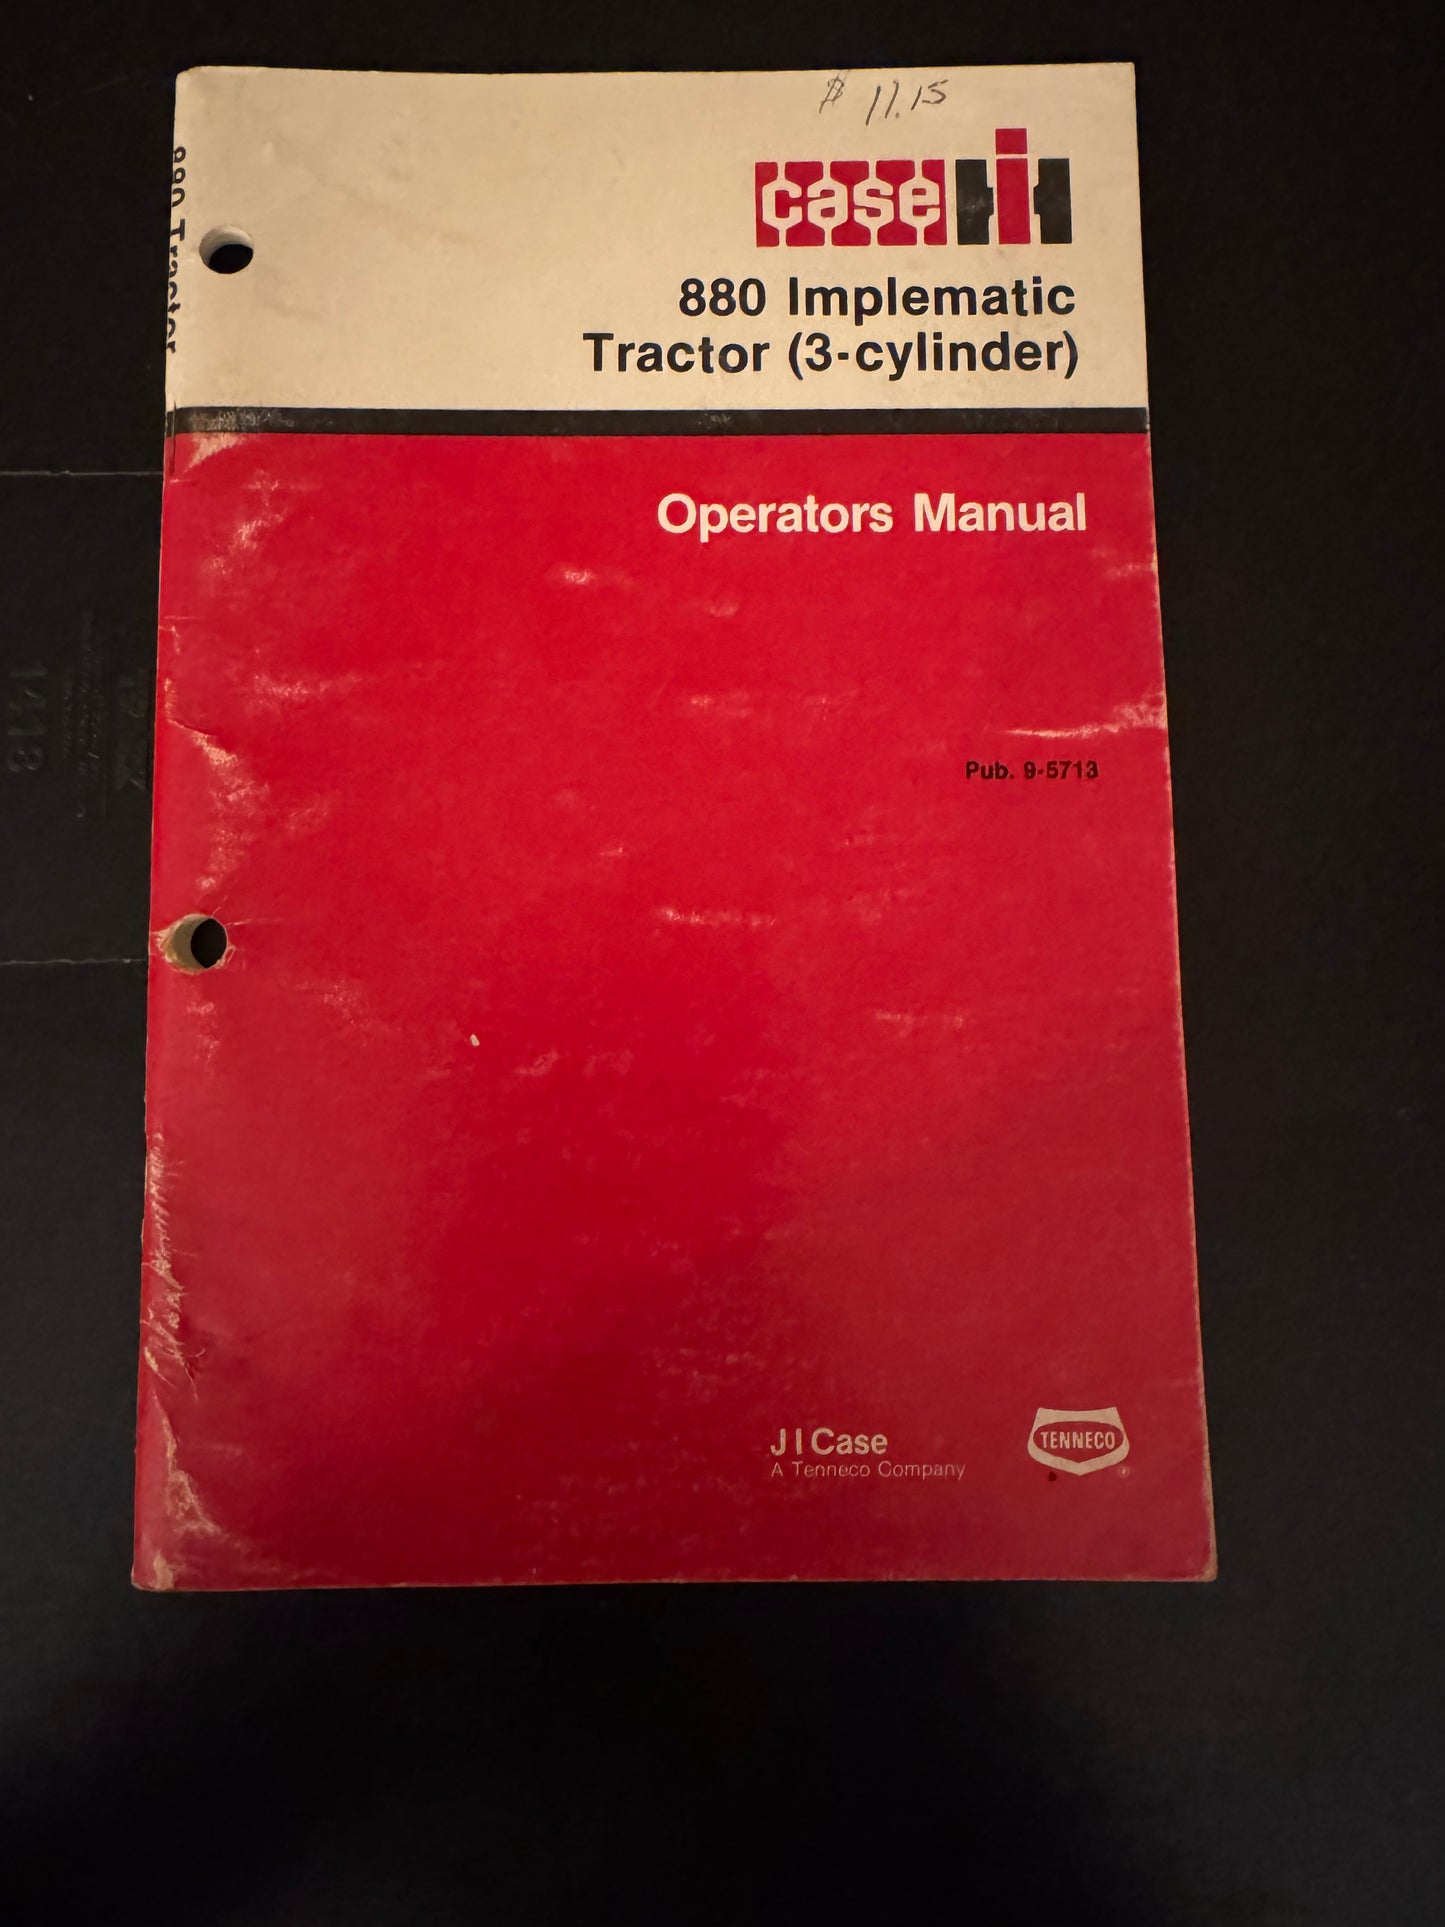 $ 11.15
case IH
880 Implematic
Tractor (3-cylinder)
880 Tractor
Operators Manual
Pub. 9-5713
1418
J I Case
A Tenneco Company
TENNECO
®